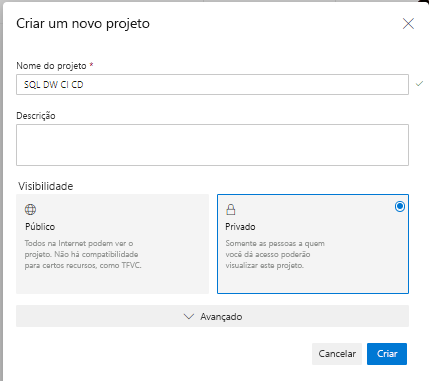 Criar um novo projeto
Nome do projeto *
SQL DW CI CD
Descrição
Visibilidade
Público
Todos na Internet podem ver o
projeto. Não há compatibilidade
para certos recursos, como TFVC.
Privado
Somente as pessoas a quem
você dá acesso poderão
visualizar este projeto.
Avançado
Cancelar
Criar